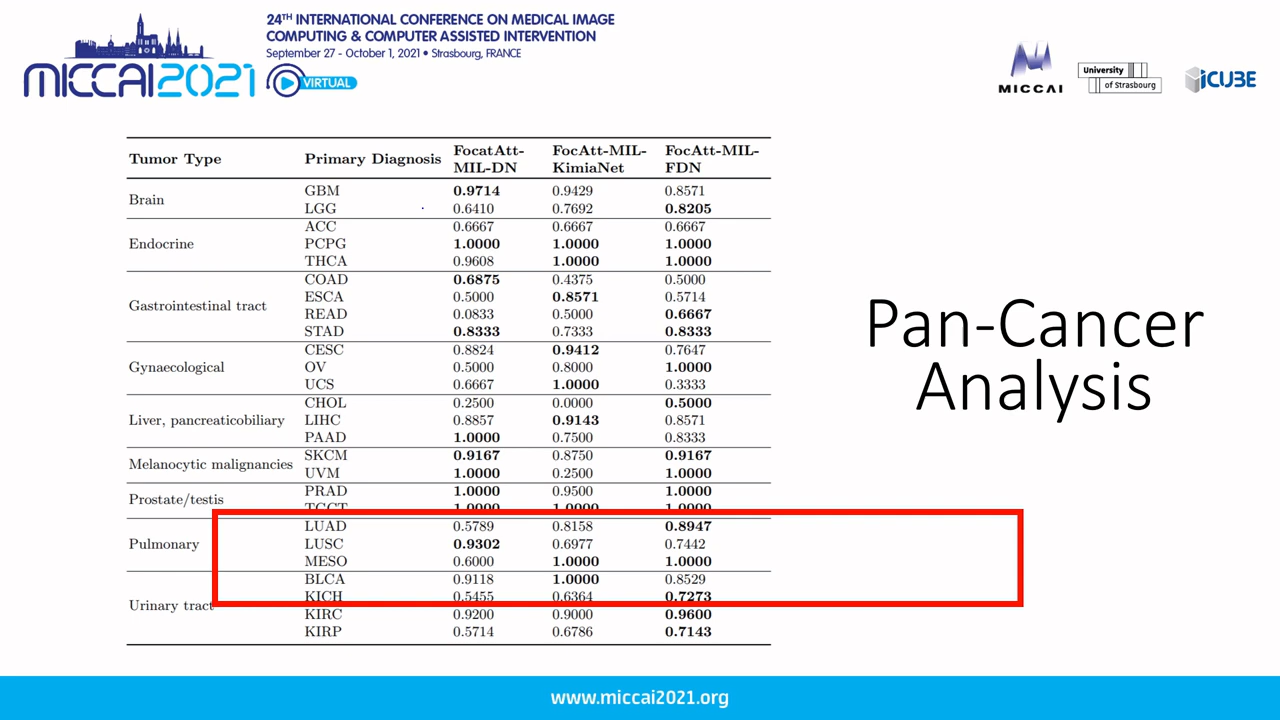 24TH INTERNATIONAL CONFERENCE ON MEDICAL IMAGE
COMPUTING & COMPUTER ASSISTED INTERVENTION
September 27 - October 1, 2021 • Strasbourg, FRANCE
MICCAI2021
VIRTUAL
MICCAI
University
of Strasbourg
iCUBE
Tumor Type Primary Diagnosis FocatAtt-MIL-DN FocAtt-MIL-KimiaNet FocAtt-MIL-FDN
Brain GBM 0.9714 0.9429 0.8571
LGG 0.6410 0.7692 0.8205
Endocrine ACC 0.6667 0.6667 0.6667
PCPG 1.0000 1.0000 1.0000
THCA 0.9608 1.0000 1.0000
Gastrointestinal tract COAD 0.6875 0.4375 0.5000
ESCA 0.5000 0.8571 0.5714
READ 0.0833 0.5000 0.6667
STAD 0.8333 0.7333 0.8333
Gynaecological CESC 0.8824 0.9412 0.7647
OV 0.5000 0.8000 1.0000
UCS 0.6667 1.0000 0.3333
Liver, pancreaticobiliary CHOL 0.2500 0.0000 0.5000
LIHC 0.8857 0.9143 0.8571
PAAD 1.0000 0.7500 0.8333
Melanocytic malignancies SKCM 0.9167 0.8750 0.9167
UVM 1.0000 0.2500 1.0000
Prostate/testis PRAD 1.0000 0.9500 1.0000
TGCT 1.0000 1.0000 1.0000
Pulmonary LUAD 0.5789 0.8158 0.8947
LUSC 0.9302 0.6977 0.7442
MESO 0.6000 1.0000 1.0000
Urinary tract BLCA 0.9118 1.0000 0.8529
KICH 0.5455 0.6364 0.7273
KIRC 0.9200 0.9000 0.9600
KIRP 0.5714 0.6786 0.7143
Pan-Cancer
Analysis
www.miccai2021.org